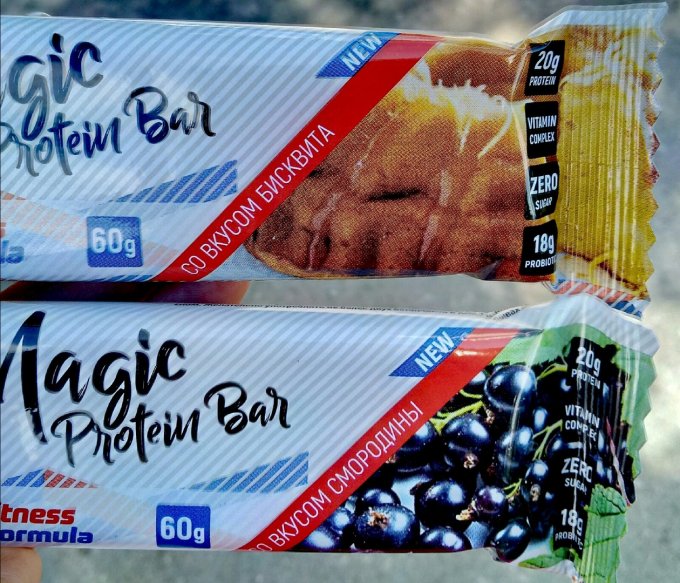 agic
Protein Bar
NEW
60g
СО ВКУСОМ БИСКВИТА
20g
PROTEIN
VITAMIN
COMPLEX
ZERO
SUGAR
18g
PROBIOTIC
Magic
Protein Bar
NEW
tness
ormula
60g
СО ВКУСОМ СМОРОДИНЫ
20g
PROTEIN
VITAMIN
COMPLEX
ZERO
SUGAR
18g